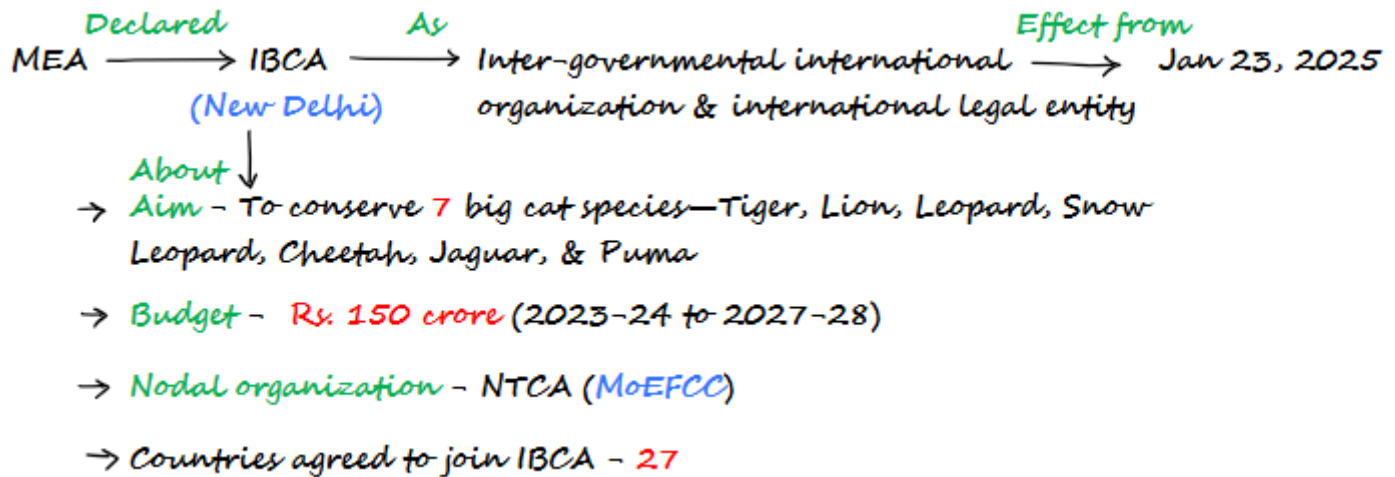 Declared As Effect from
MEA → IBCA → Inter-governmental international → Jan 23, 2025
(New Delhi) organization & international legal entity
About
→ Aim - To conserve 7 big cat species—Tiger, Lion, Leopard, Snow
Leopard, Cheetah, Jaguar, & Puma
→ Budget - Rs. 150 crore (2023-24 to 2027-28)
→ Nodal organization - NTCA (MoEFCC)
→ Countries agreed to join IBCA - 27